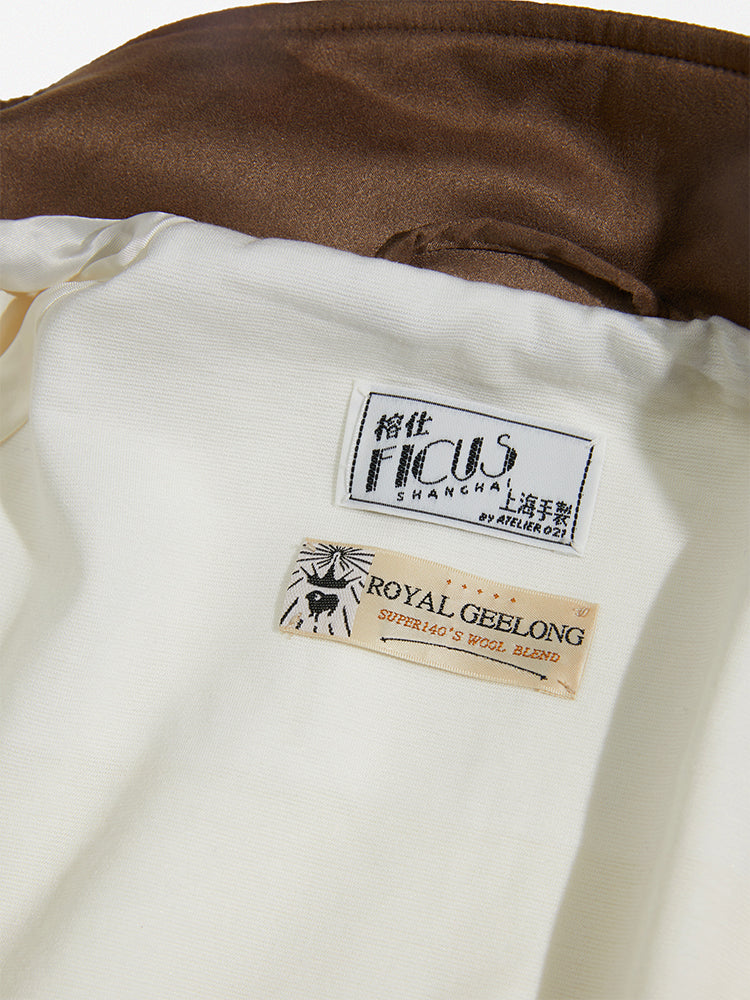 榕仕
FICUS
SHANGHAI
上海手製
BY ATELIER 021
ROYAL GEELONG
SUPER140'S WOOL BLEND